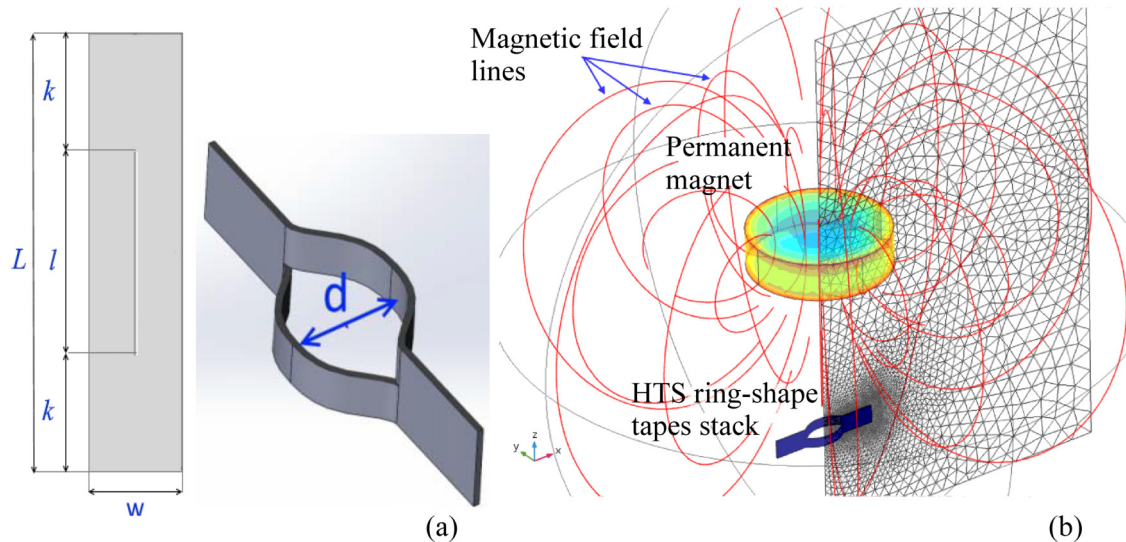 k
L
l
k
w
d
(a)
Magnetic field
lines
Permanent
magnet
HTS ring-shape
tapes stack
z
y
x
(b)